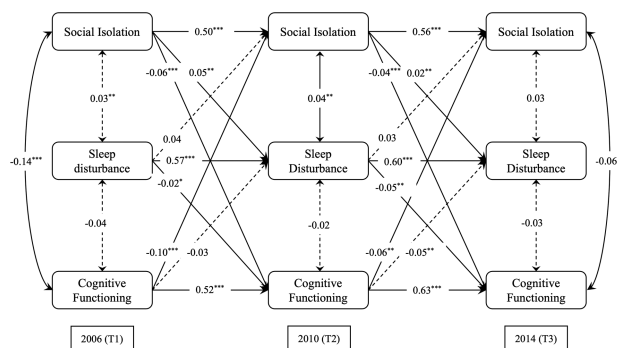 Social Isolation 0.50*** Social Isolation 0.56*** Social Isolation
-0.06*** 0.05** -0.04*** 0.02**
0.03** 0.04** 0.03
0.04 0.03
-0.14*** Sleep disturbance 0.57*** Sleep Disturbance 0.60*** Sleep Disturbance -0.06
-0.02* -0.05**
-0.04 -0.02 -0.03
-0.10*** -0.03 -0.06** -0.05**
Cognitive Functioning 0.52*** Cognitive Functioning 0.63*** Cognitive Functioning
2006 (T1) 2010 (T2) 2014 (T3)